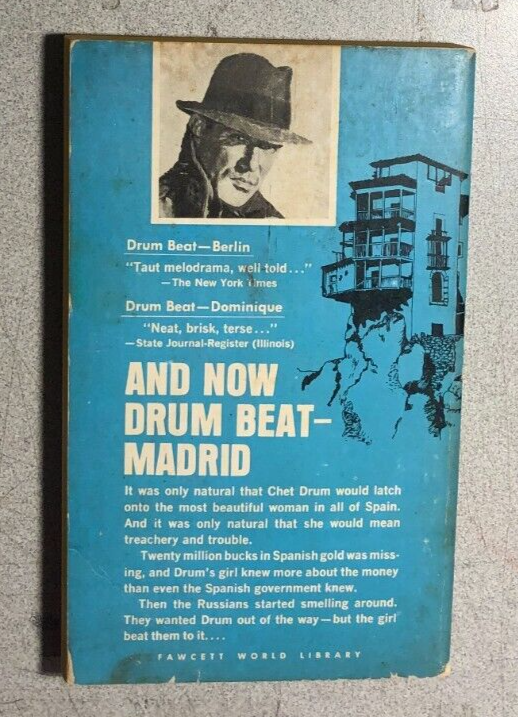 Drum Beat—Berlin
"Taut melodrama, well told..."
—The New York Times
Drum Beat—Dominique
"Neat, brisk, terse..."
—State Journal-Register (Illinois)
AND NOW
DRUM BEAT—
MADRID
It was only natural that Chet Drum would latch
onto the most beautiful woman in all of Spain.
And it was only natural that she would mean
treachery and trouble.
Twenty million bucks in Spanish gold was miss-
ing, and Drum's girl knew more about the money
than even the Spanish government knew.
Then the Russians started smelling around.
They wanted Drum out of the way—but the girl
beat them to it....
FAWCETT WORLD LIBRARY